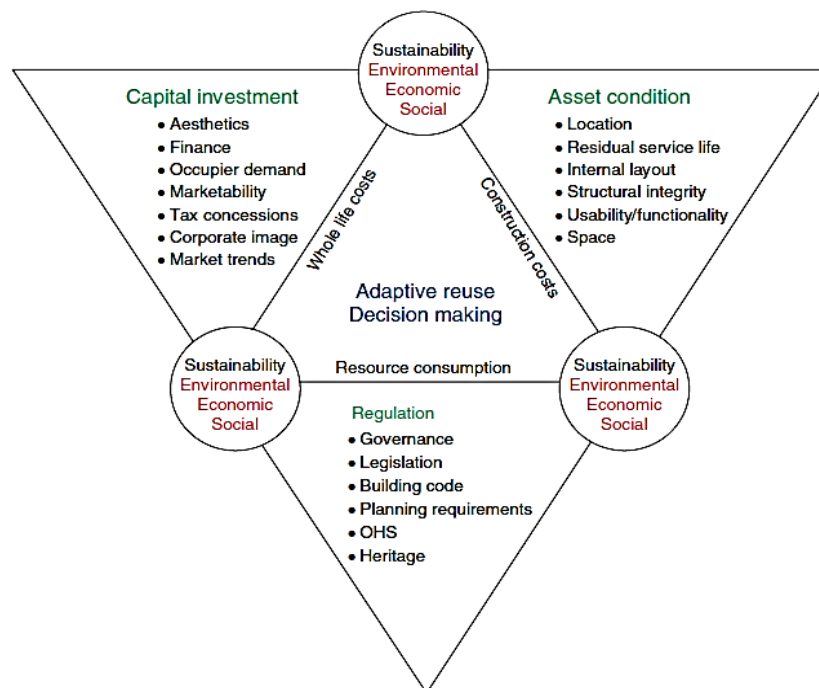 Sustainability
Environmental
Economic
Social
Capital investment
• Aesthetics
• Finance
• Occupier demand
• Marketability
• Tax concessions
• Corporate image
• Market trends
Asset condition
• Location
• Residual service life
• Internal layout
• Structural integrity
• Usability/functionality
• Space
Whole life costs
Construction costs
Adaptive reuse
Decision making
Sustainability
Environmental
Economic
Social
Resource consumption
Sustainability
Environmental
Economic
Social
Regulation
• Governance
• Legislation
• Building code
• Planning requirements
• OHS
• Heritage